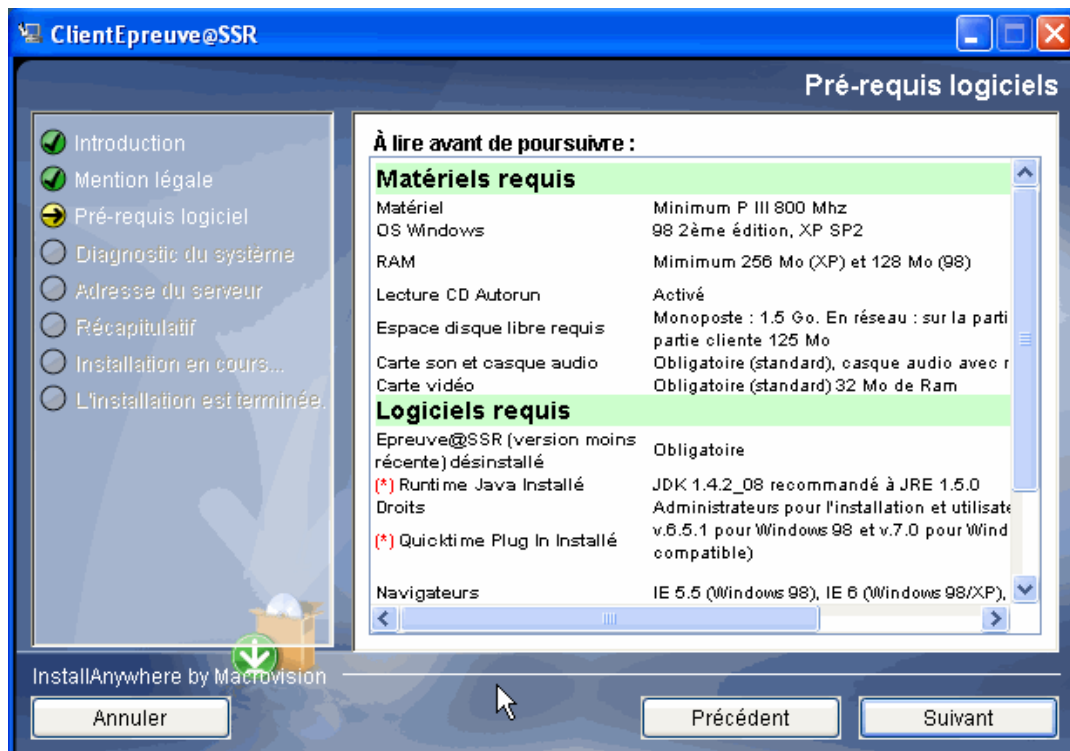 ClientEpreuve@SSR
Pré-requis logiciels
Introduction
Mention légale
Pré-requis logiciel
Diagnostic du système
Adresse du serveur
Récapitulatif
Installation en cours...
L'installation est terminée.
À lire avant de poursuivre :
Matériels requis
Matériel Minimum P III 800 Mhz
OS Windows 98 2ème édition, XP SP2
RAM Mimimum 256 Mo (XP) et 128 Mo (98)
Lecture CD Autorun Activé
Espace disque libre requis Monoposte : 1.5 Go. En réseau : sur la parti
partie cliente 125 Mo
Carte son et casque audio Obligatoire (standard), casque audio avec r
Carte vidéo Obligatoire (standard) 32 Mo de Ram
Logiciels requis
Epreuve@SSR (version moins
récente) désinstallé Obligatoire
(*) Runtime Java Installé JDK 1.4.2_08 recommandé à JRE 1.5.0
Droits Administrateurs pour l'installation et utilisate
(*) Quicktime Plug In Installé v.6.5.1 pour Windows 98 et v.7.0 pour Wind
compatible)
Navigateurs IE 5.5 (Windows 98), IE 6 (Windows 98/XP),
InstallAnywhere by Macrovision
Annuler Précédent Suivant